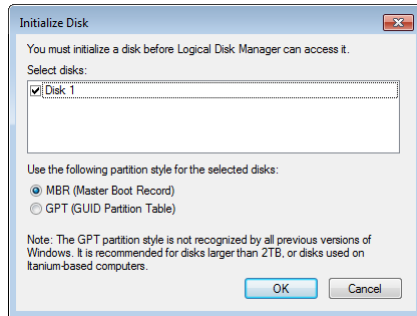 Initialize Disk
You must initialize a disk before Logical Disk Manager can access it.
Select disks:
Disk 1
Use the following partition style for the selected disks:
MBR (Master Boot Record)
GPT (GUID Partition Table)
Note: The GPT partition style is not recognized by all previous versions of
Windows. It is recommended for disks larger than 2TB, or disks used on
Itanium-based computers.
OK Cancel